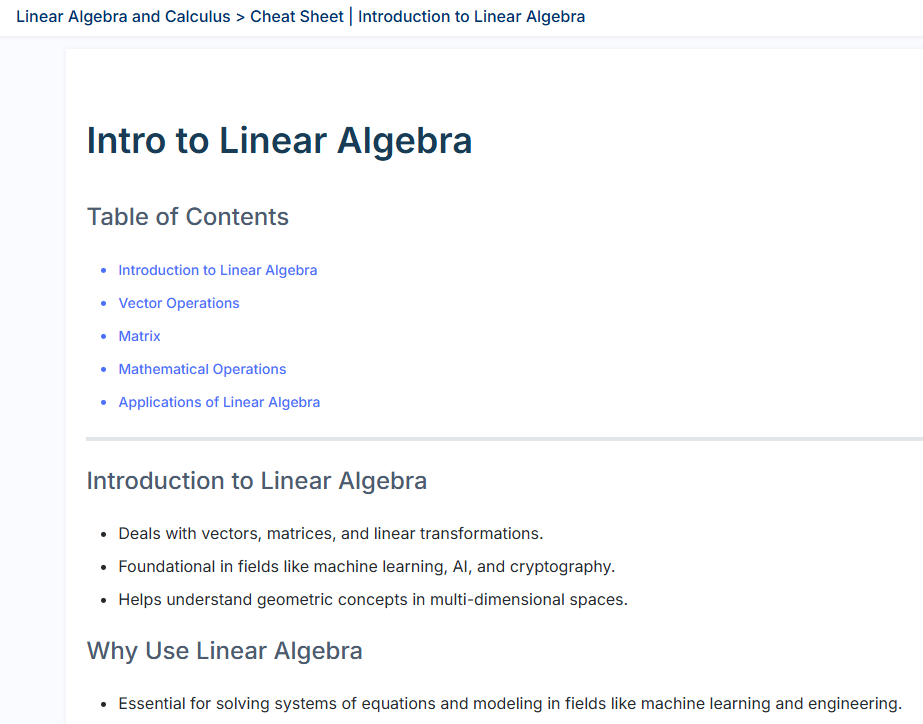 Linear Algebra and Calculus > Cheat Sheet | Introduction to Linear Algebra
Intro to Linear Algebra
Table of Contents
Introduction to Linear Algebra
Vector Operations
Matrix
Mathematical Operations
Applications of Linear Algebra
Introduction to Linear Algebra
Deals with vectors, matrices, and linear transformations.
Foundational in fields like machine learning, AI, and cryptography.
Helps understand geometric concepts in multi-dimensional spaces.
Why Use Linear Algebra
Essential for solving systems of equations and modeling in fields like machine learning and engineering.